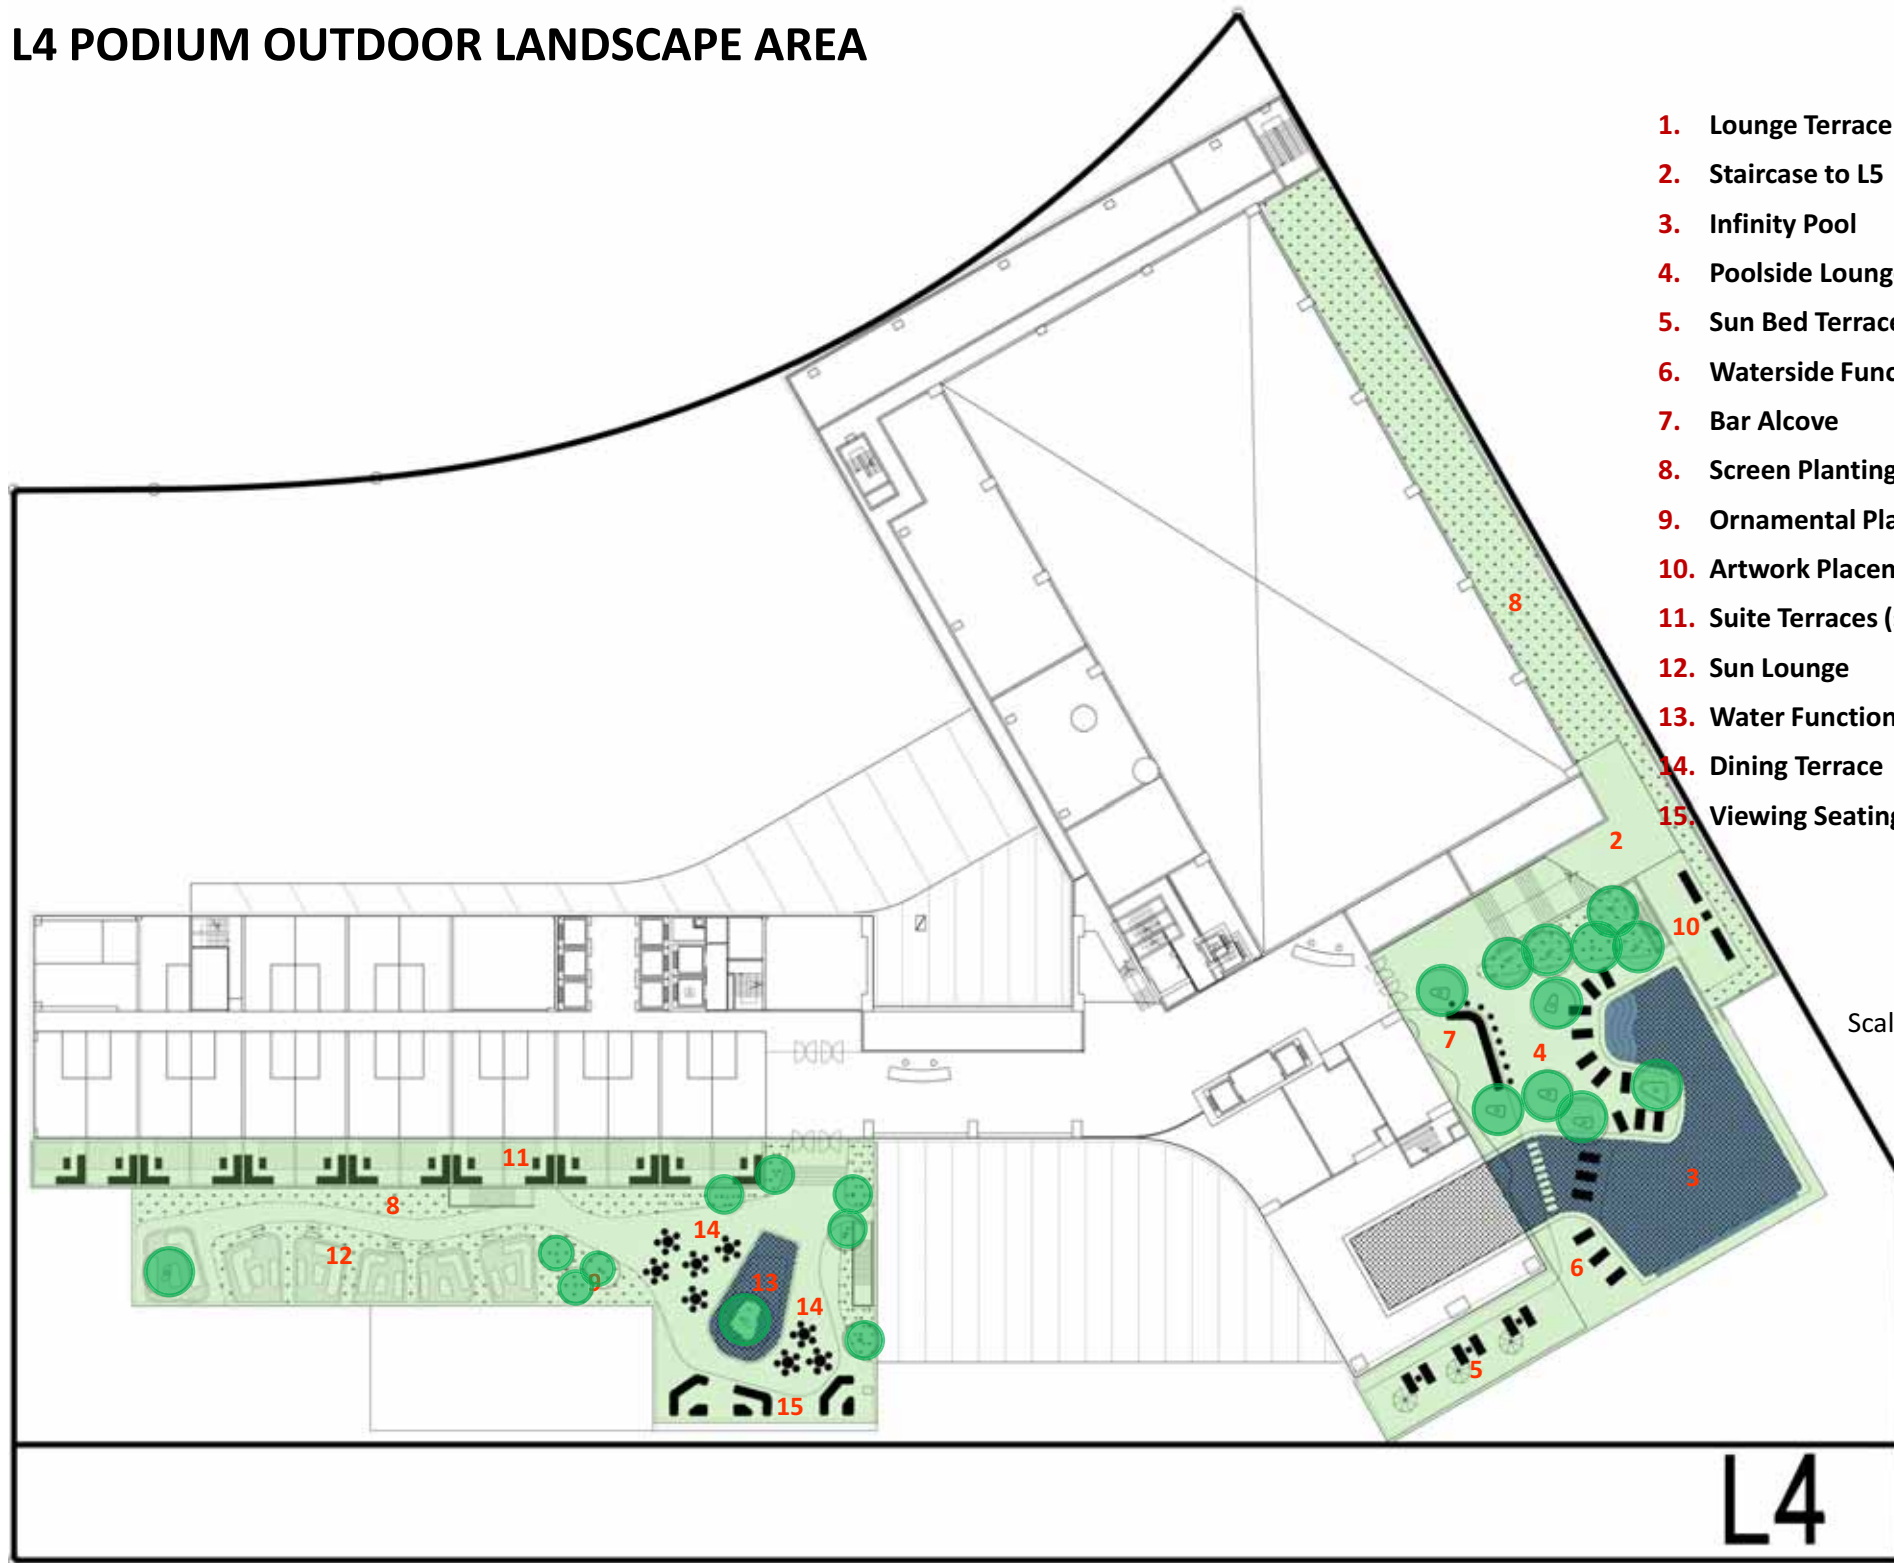 L4 PODIUM OUTDOOR LANDSCAPE AREA
1. Lounge Terrace
2. Staircase to L5
3. Infinity Pool
4. Poolside Loung
5. Sun Bed Terrac
6. Waterside Func
7. Bar Alcove
8. Screen Planting
9. Ornamental Pla
10. Artwork Placem
11. Suite Terraces (
12. Sun Lounge
13. Water Function
14. Dining Terrace
15. Viewing Seating
8
2
10
7
4
Scal
3
11
8
14
12
9
13
14
6
5
15
L4